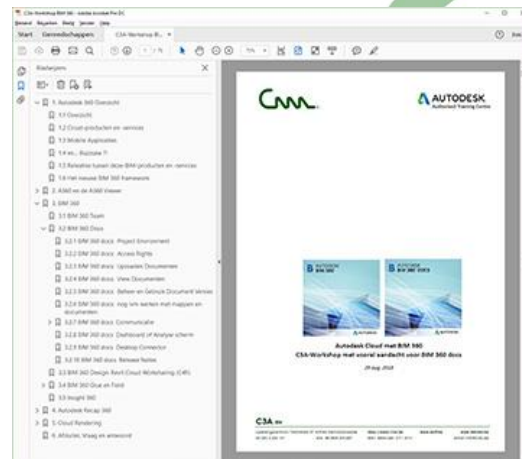 C3A-Workshop BIM 360 - Adobe Acrobat Pro DC
Bestand Bewerken Beeld Venster Help
Start Gereedschappen C3A-Workshop B... ×
Bladwijzers ×
1. Autodesk 360 Overzicht
1.1 Overzicht
1.2 Cloud-producten en -services
1.3 Mobile Applicaties
1.4 en... Buzzsaw ?!
1.5 Relaties tussen deze BIM-producten en -services
1.6 Het nieuwe BIM 360 framework
2. A360 en de A360 Viewer
3. BIM 360
3.1 BIM 360 Team
3.2 BIM 360 Docs
3.2.1 BIM 360 docs: Project Environment
3.2.2 BIM 360 docs: Access Rights
3.2.3 BIM 360 docs: Uploaden Documenten
3.2.4 BIM 360 docs: View Documenten
3.2.5 BIM 360 docs: Beheer en Gebruik Document Versies
3.2.6 BIM 360 docs: nog iets werken met mappen en
documenten
3.2.7 BIM 360 docs: Communicatie
3.2.8 BIM 360 docs: Dashboard of Analyse scherm
3.2.9 BIM 360 docs: Desktop Connector
3.2.10 BIM 360 docs: Release Notes
3.3 BIM 360 Design Revit Cloud Worksharing (C4R)
3.4 BIM 360 Glue en Field
3.5 Insight 360
4. Autodesk Recap 360
5. Cloud Rendering
6. Afsluiter, Vraag en antwoord
AUTODESK
Authorized Training Centre
AUTODESK
BIM 360
AUTODESK
BIM 360 DOCS
AUTODESK
AUTODESK
Autodesk Cloud met BIM 360
C3A-Workshop met vooral aandacht voor BIM 360 docs
29 aug. 2018
C3A